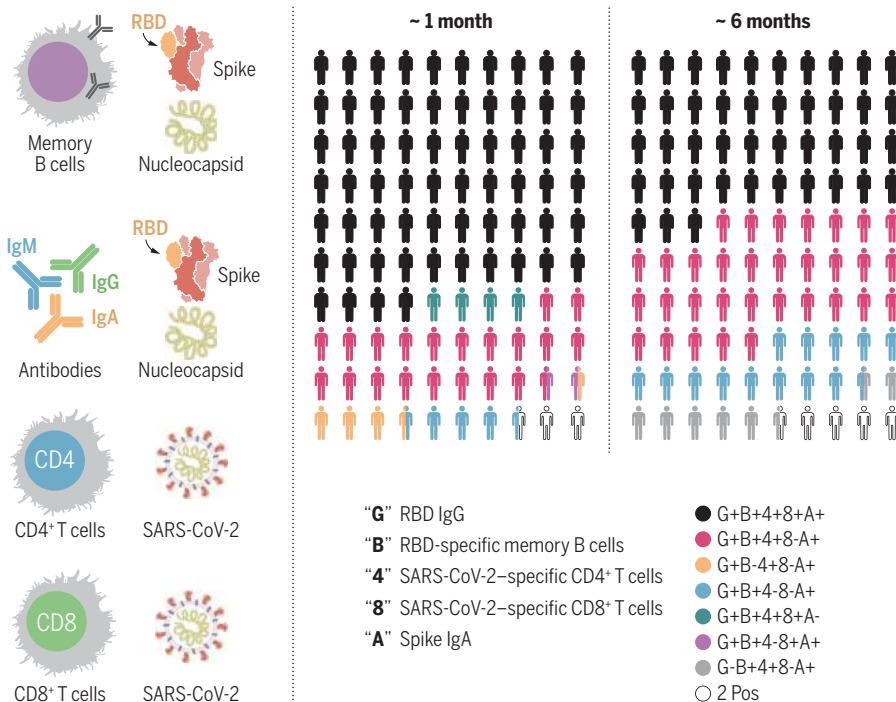 RBD
Spike
Memory
B cells
Nucleocapsid
RBD
IgM
Spike
IgG
IgA
Antibodies
Nucleocapsid
CD4
CD4⁺ T cells
SARS-CoV-2
CD8
CD8⁺ T cells
SARS-CoV-2
~ 1 month
~ 6 months
“G” RBD IgG
“B” RBD-specific memory B cells
“4” SARS-CoV-2–specific CD4⁺ T cells
“8” SARS-CoV-2–specific CD8⁺ T cells
“A” Spike IgA
G+B+4+8+A+
G+B+4+8-A+
G+B-4+8-A+
G+B+4-8-A+
G+B+4+8+A-
G+B+4-8+A+
G-B+4+8-A+
2 Pos